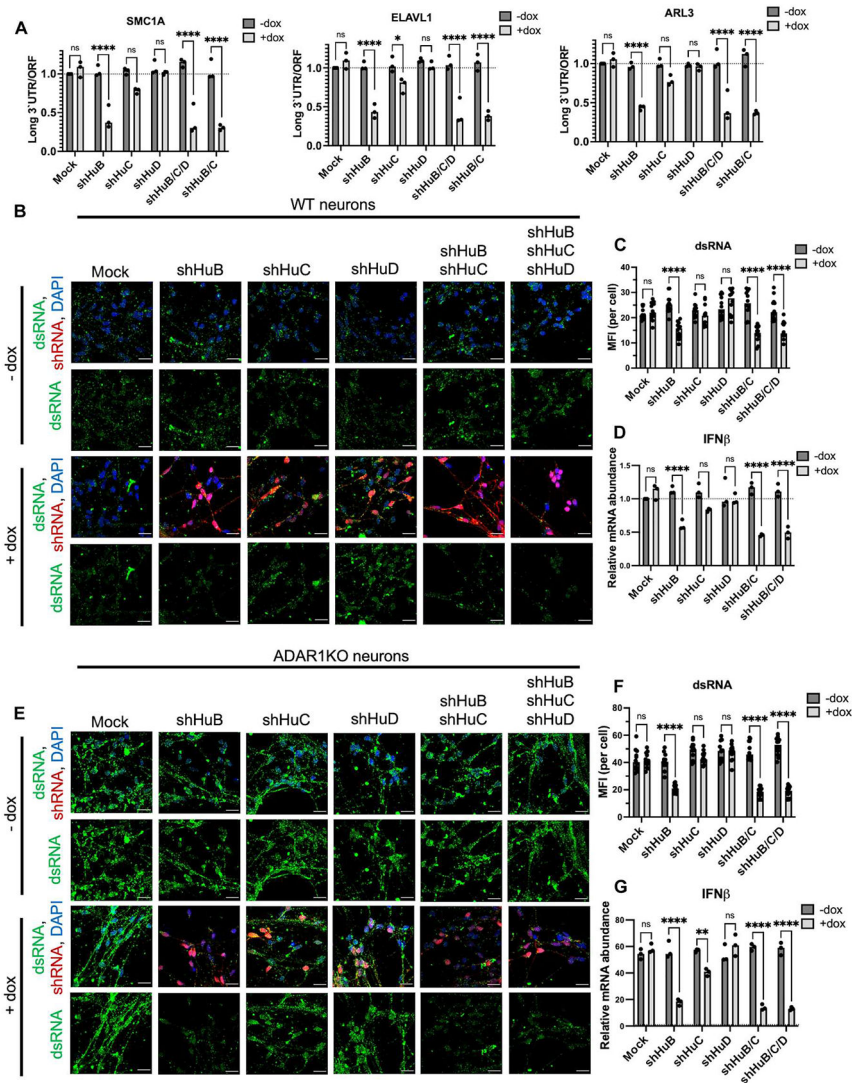 A
SMC1A
-dox
+dox
Long 3`UTR/ORF
1.0
0.5
0.0
ns
****
ns
ns
****
****
Mock
shHuB
shHuC
shHuD
shHuB/C/D
shHuB/C
ELAVL1
-dox
+dox
Long 3`UTR/ORF
1.0
0.5
0.0
ns
****
*
ns
****
****
Mock
shHuB
shHuC
shHuD
shHuB/C/D
shHuB/C
ARL3
-dox
+dox
Long 3`UTR/ORF
1.0
0.5
0.0
ns
****
ns
ns
****
****
Mock
shHuB
shHuC
shHuD
shHuB/C/D
shHuB/C
B
WT neurons
Mock
shHuB
shHuC
shHuD
shHuB
shHuC
shHuB
shHuC
shHuD
- dox
dsRNA,
shRNA, DAPI
dsRNA
+ dox
dsRNA,
shRNA, DAPI
dsRNA
C
dsRNA
-dox
+dox
MFI (per cell)
40
30
20
10
0
ns
****
ns
ns
****
****
Mock
shHuB
shHuC
shHuD
shHuB/C
shHuB/C/D
D
IFNβ
-dox
+dox
Relative mRNA abundance
1.5
1.0
0.5
0.0
ns
****
ns
ns
****
****
Mock
shHuB
shHuC
shHuD
shHuB/C
shHuB/C/D
E
ADAR1KO neurons
Mock
shHuB
shHuC
shHuD
shHuB
shHuC
shHuB
shHuC
shHuD
- dox
dsRNA,
shRNA, DAPI
dsRNA
+ dox
dsRNA,
shRNA, DAPI
dsRNA
F
dsRNA
-dox
+dox
MFI (per cell)
80
60
40
20
0
ns
****
ns
ns
****
****
Mock
shHuB
shHuC
shHuD
shHuB/C
shHuB/C/D
G
IFNβ
-dox
+dox
Relative mRNA abundance
80
60
40
20
0
ns
****
**
ns
****
****
Mock
shHuB
shHuC
shHuD
shHuB/C
shHuB/C/D